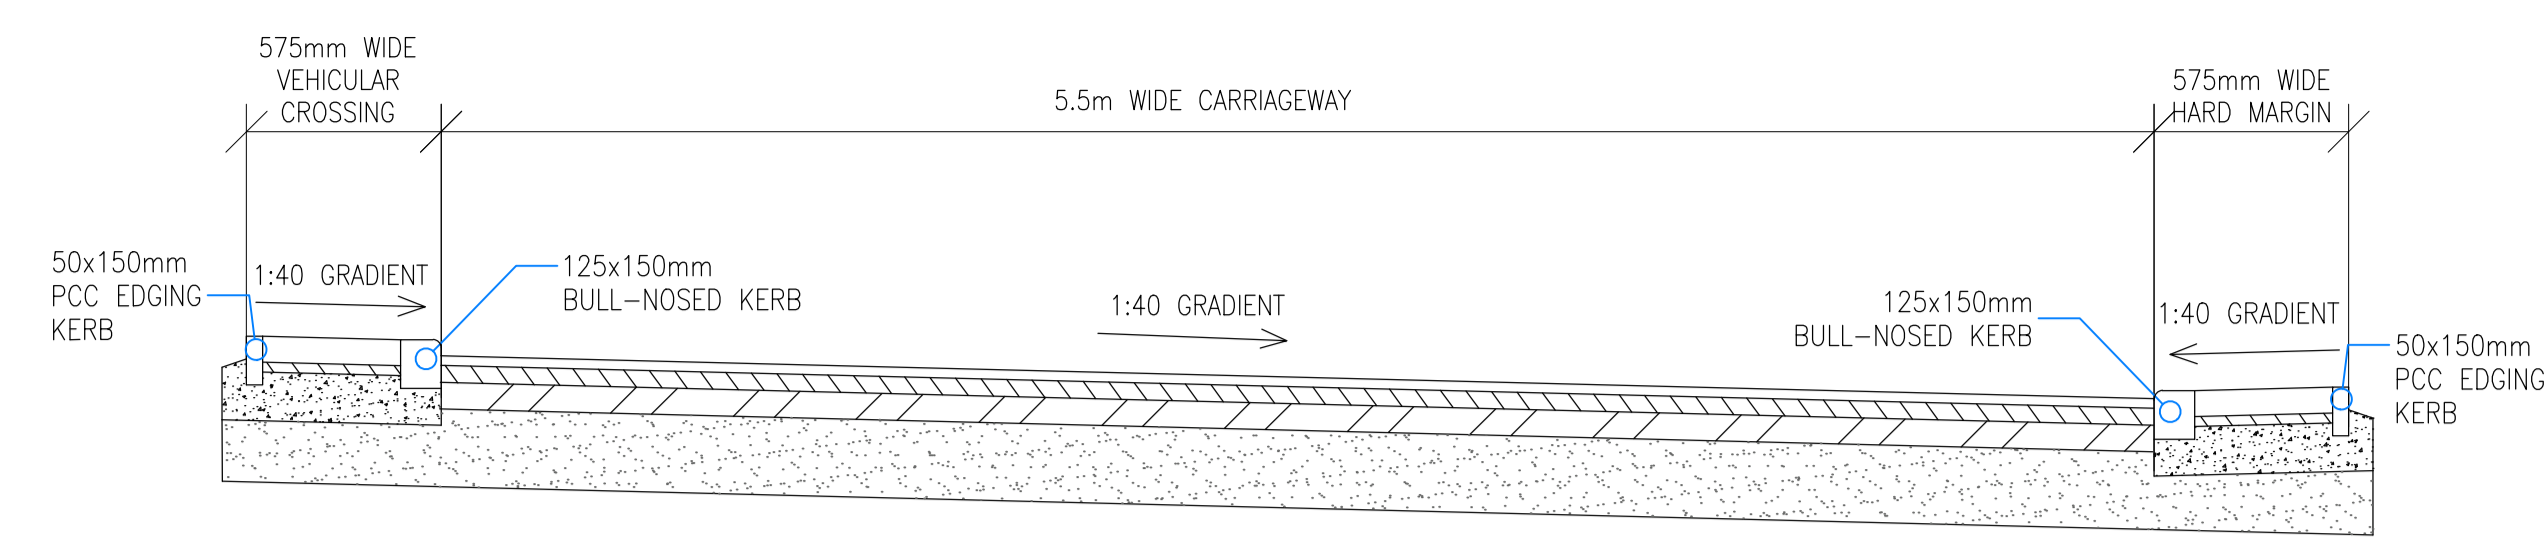 575mm WIDE
VEHICULAR
CROSSING
5.5m WIDE CARRIAGEWAY
575mm WIDE
HARD MARGIN
50x150mm
PCC EDGING
KERB
1:40 GRADIENT
125x150mm
BULL-NOSED KERB
1:40 GRADIENT
125x150mm
BULL-NOSED KERB
1:40 GRADIENT
50x150mm
PCC EDGING
KERB